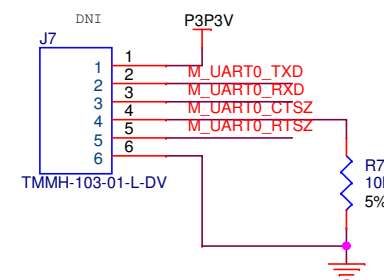 DNI
P3P3V
J7
1 1
2 2 M_UART0_TXD
3 3 M_UART0_RXD
4 4 M_UART0_CTSZ
5 5 M_UART0_RTSZ
6 6
TMMH-103-01-L-DV
R7
5%